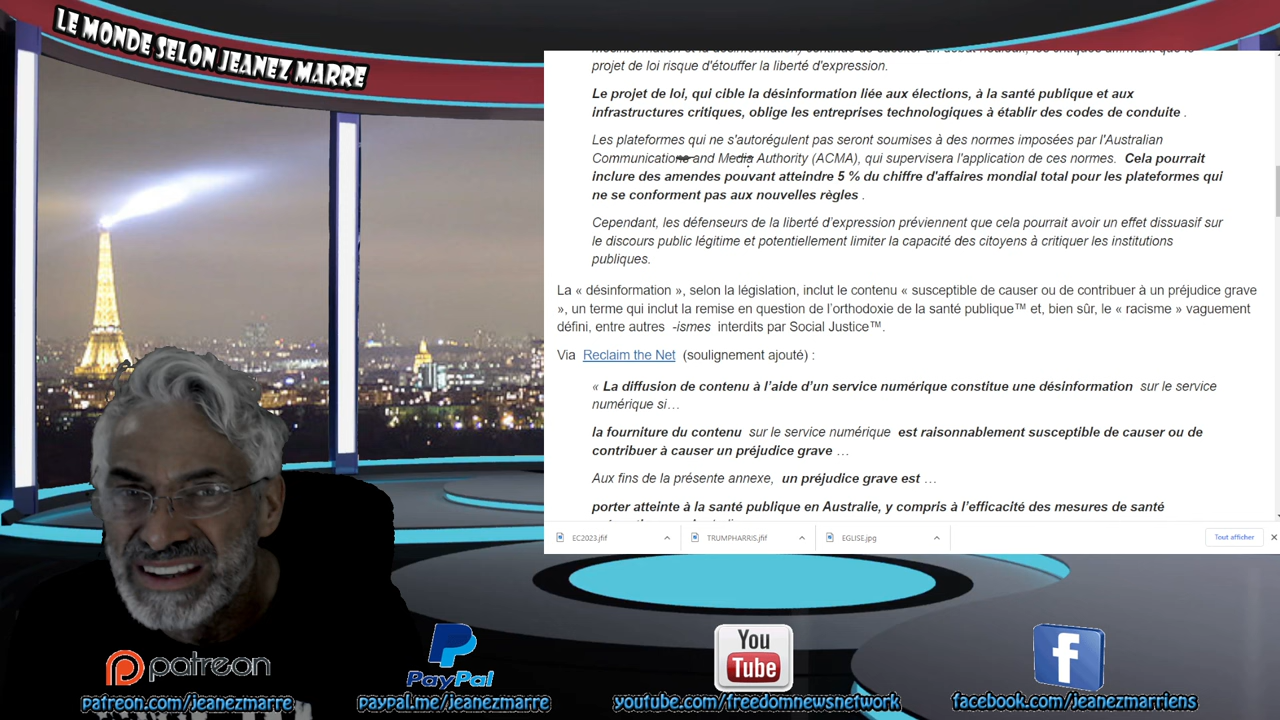 LE MONDE SELON JEANEZ MARRE
projet de loi risque d'étouffer la liberté d'expression.
Le projet de loi, qui cible la désinformation liée aux élections, à la santé publique et aux
infrastructures critiques, oblige les entreprises technologiques à établir des codes de conduite .
Les plateformes qui ne s'autorégulent pas seront soumises à des normes imposées par l'Australian
Communications and Media Authority (ACMA), qui supervisera l'application de ces normes. Cela pourrait
inclure des amendes pouvant atteindre 5 % du chiffre d'affaires mondial total pour les plateformes qui
ne se conforment pas aux nouvelles règles .
Cependant, les défenseurs de la liberté d'expression préviennent que cela pourrait avoir un effet dissuasif sur
le discours public légitime et potentiellement limiter la capacité des citoyens à critiquer les institutions
publiques.
La « désinformation », selon la législation, inclut le contenu « susceptible de causer ou de contribuer à un préjudice grave
», un terme qui inclut la remise en question de l'orthodoxie de la santé publique™ et, bien sûr, le « racisme » vaguement
défini, entre autres -ismes interdits par Social Justice™.
Via Reclaim the Net (soulignement ajouté) :
« La diffusion de contenu à l'aide d'un service numérique constitue une désinformation sur le service
numérique si…
la fourniture du contenu sur le service numérique est raisonnablement susceptible de causer ou de
contribuer à causer un préjudice grave …
Aux fins de la présente annexe, un préjudice grave est …
porter atteinte à la santé publique en Australie, y compris à l'efficacité des mesures de santé
EC2023.jfif
TRUMPHARRIS.jfif
EGLISE.jpg
Tout afficher
patreon
PayPal
You
Tube
f
patreon.com/jeanezmarre
paypal.me/jeanezmarre
youtube.com/freedomnewsnetwork
facebook.com/jeanezmarriens